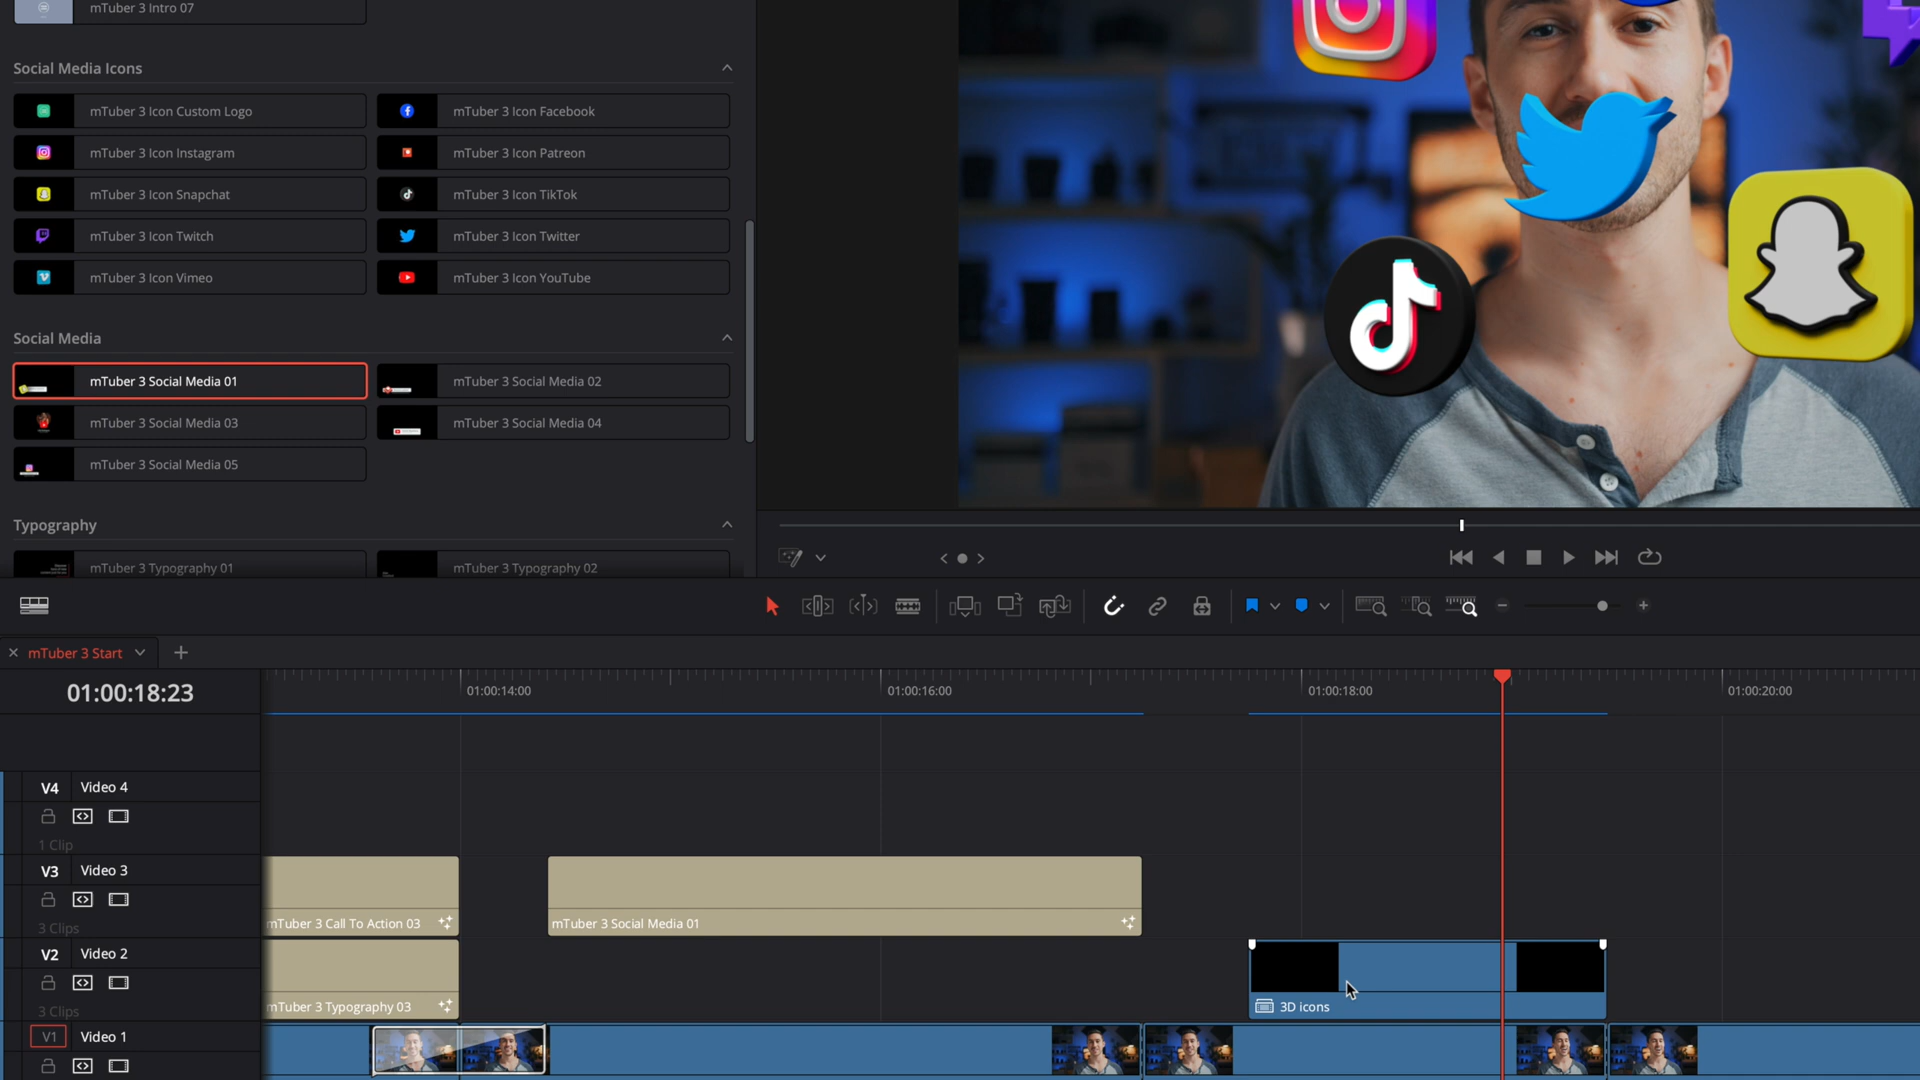 mTuber 3 Intro 07
Social Media Icons
mTuber 3 Icon Custom Logo
mTuber 3 Icon Facebook
mTuber 3 Icon Instagram
mTuber 3 Icon Patreon
mTuber 3 Icon Snapchat
mTuber 3 Icon TikTok
mTuber 3 Icon Twitch
mTuber 3 Icon Twitter
mTuber 3 Icon Vimeo
mTuber 3 Icon YouTube
Social Media
mTuber 3 Social Media 01
mTuber 3 Social Media 02
mTuber 3 Social Media 03
mTuber 3 Social Media 04
mTuber 3 Social Media 05
Typography
mTuber 3 Typography 01
mTuber 3 Typography 02
mTuber 3 Start
01:00:18:23
01:00:14:00
01:00:16:00
01:00:18:00
01:00:20:00
V4 Video 4
1 Clip
V3 Video 3
3 Clips
mTuber 3 Call To Action 03
mTuber 3 Social Media 01
V2 Video 2
3 Clips
mTuber 3 Typography 03
3D icons
V1 Video 1